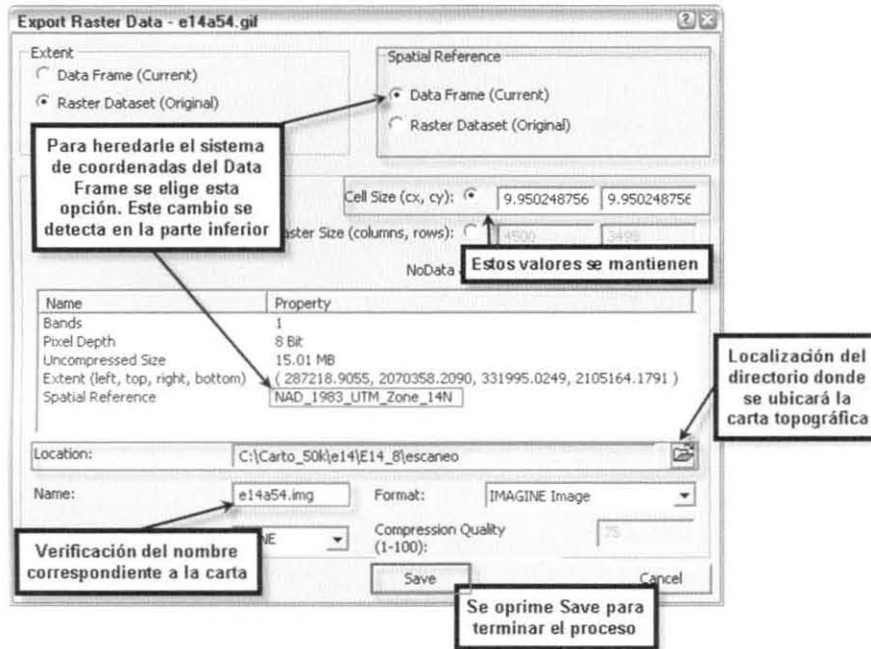 Export Raster Data - e14a54.gif
Extent
Data Frame (Current)
Raster Dataset (Original)
Spatial Reference
Data Frame (Current)
Raster Dataset (Original)
Para heredarle el sistema
de coordenadas del Data
Frame se elige esta
opción. Este cambio se
detecta en la parte inferior
Cell Size (cx, cy):
9.950248756
9.950248756
Raster Size (columns, rows):
4500
3498
Estos valores se mantienen
NoData
Name Property
Bands 1
Pixel Depth 8 Bit
Uncompressed Size 15.01 MB
Extent (left, top, right, bottom) ( 287218.9055, 2070358.2090, 331995.0249, 2105164.1791 )
Spatial Reference NAD_1983_UTM_Zone_14N
Localización del
directorio donde
se ubicará la
carta topográfica
Location: C:\Carto_50k\e14\E14_8\escaneo
Name: e14a54.img Format: IMAGINE Image
NE
Compression Quality
(1-100):
75
Verificación del nombre
correspondiente a la carta
Save
Cancel
Se oprime Save para
terminar el proceso